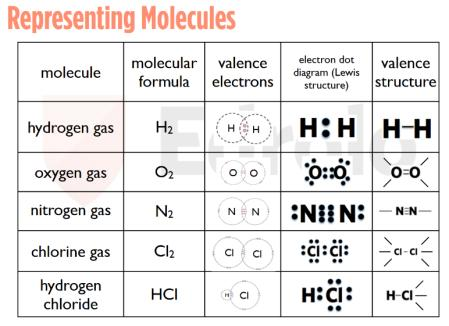 Representing Molecules
molecule
molecular
formula
valence
electrons
electron dot
diagram (Lewis
structure)
valence
structure
hydrogen gas
H₂
H H
H:H
H–H
oxygen gas
O₂
O O
O::O
O=O
nitrogen gas
N₂
N N
:N⋮⋮N:
— N≡N —
chlorine gas
Cl₂
Cl Cl
:Cl:Cl:
Cl – Cl
hydrogen
chloride
HCl
H Cl
H:Cl:
H–Cl